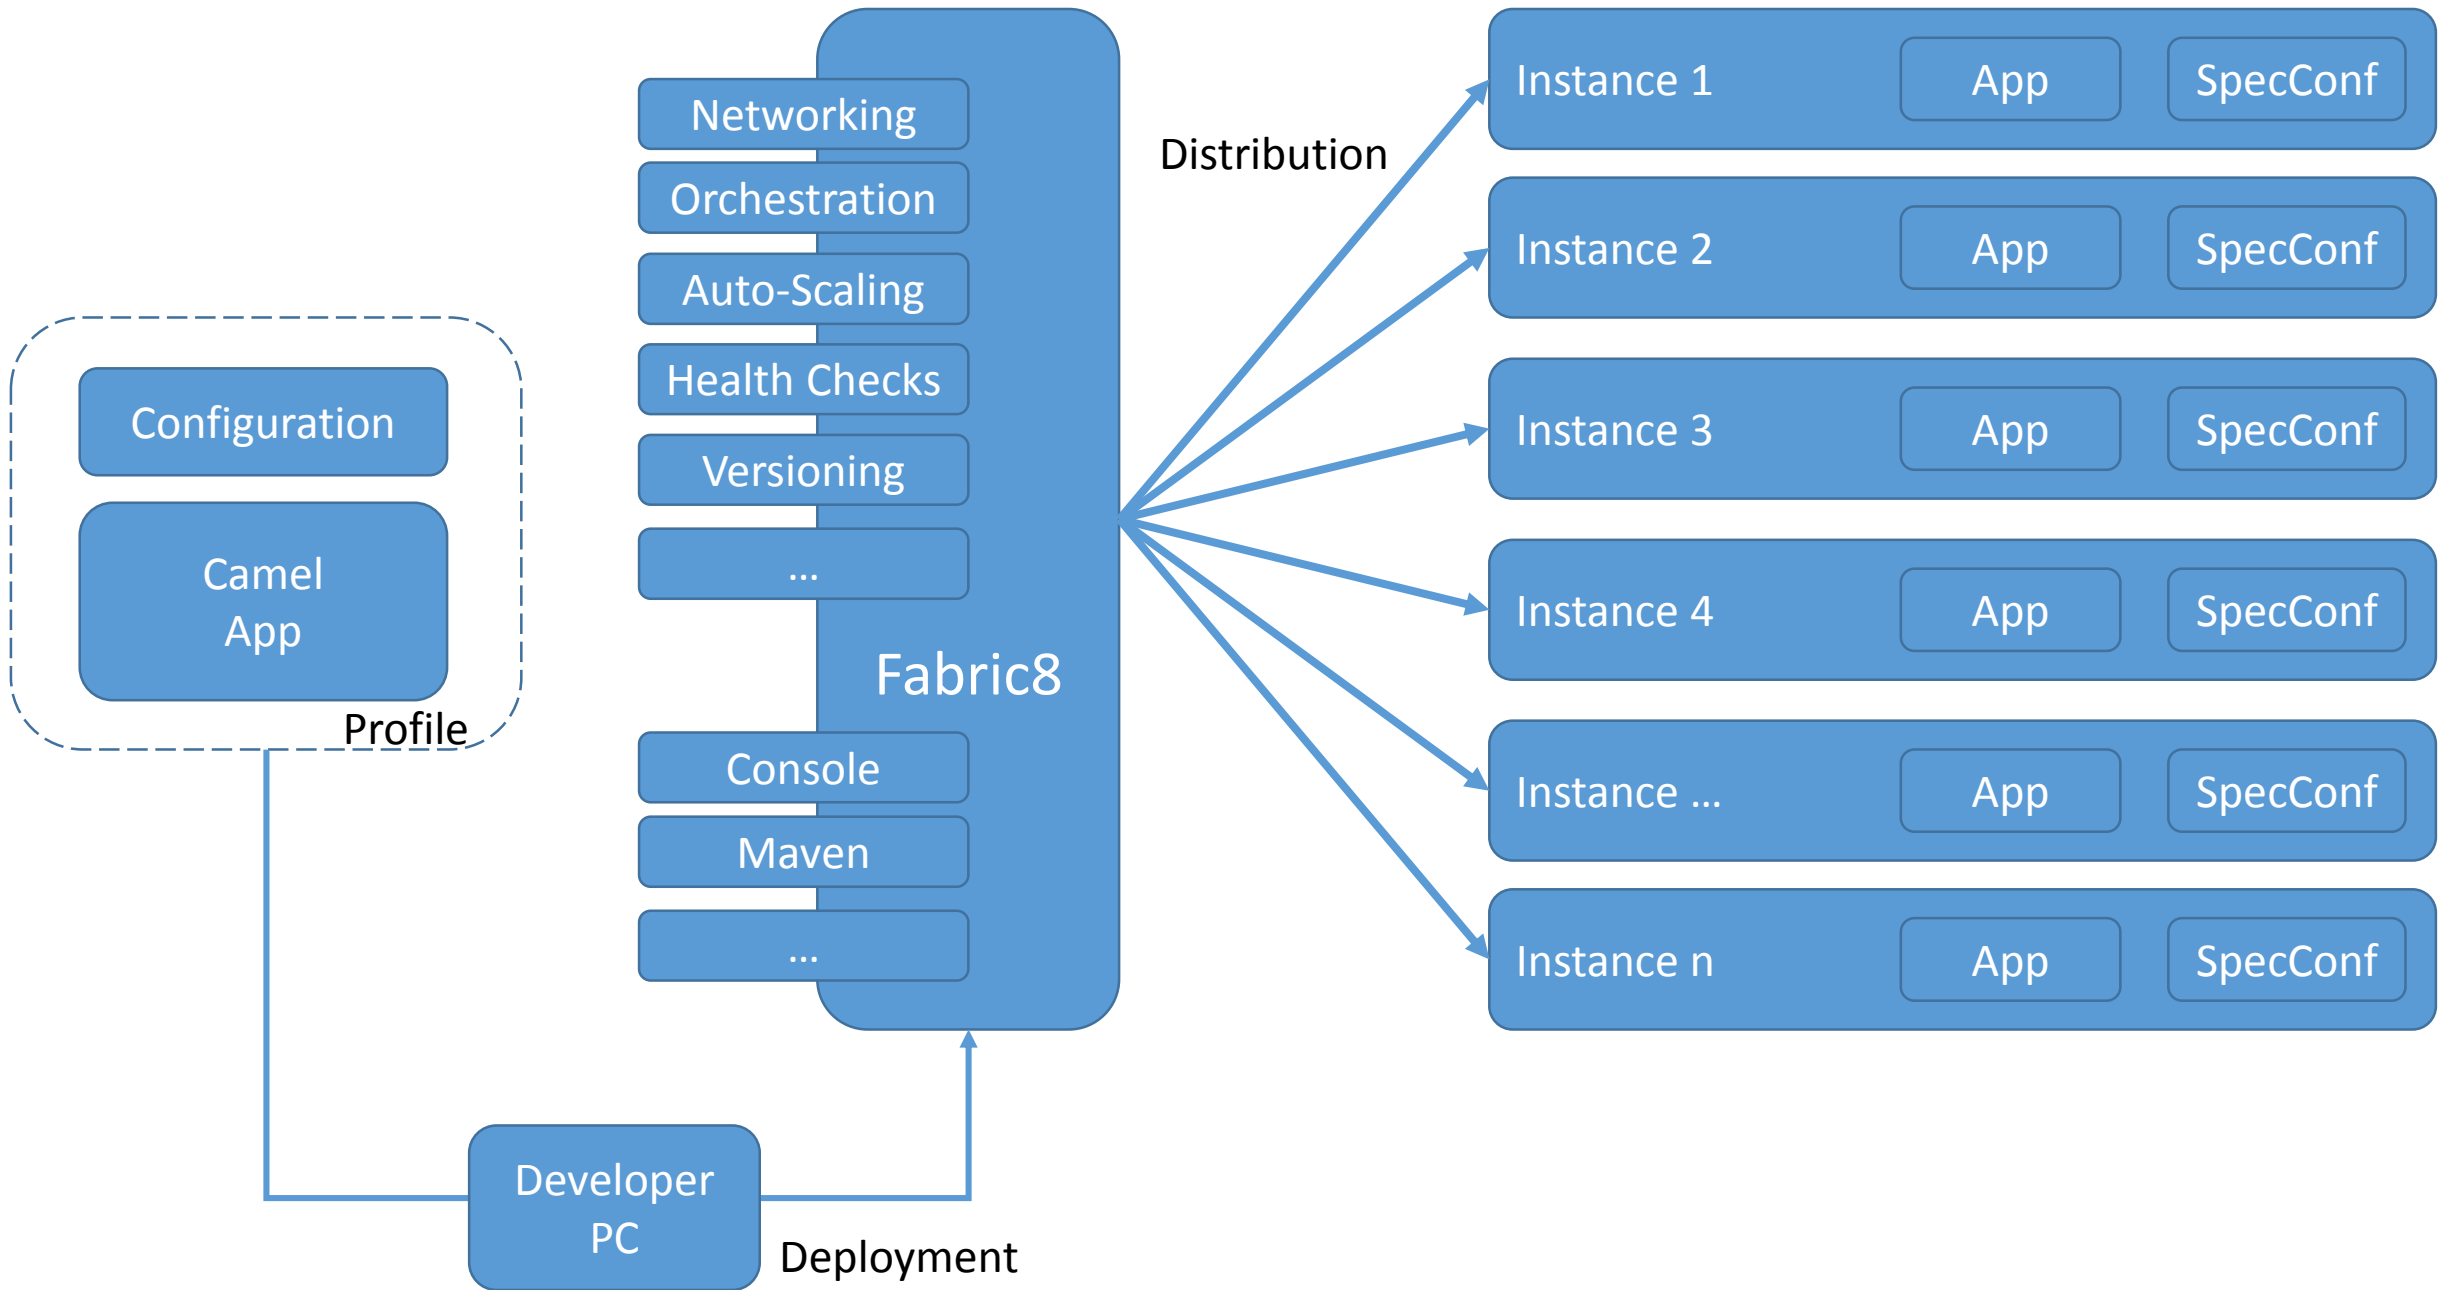 Configuration
Camel
App
Profile
Networking
Orchestration
Auto-Scaling
Health Checks
Versioning
...
Fabric8
Console
Maven
...
Developer
PC
Deployment
Distribution
Instance 1 App SpecConf
Instance 2 App SpecConf
Instance 3 App SpecConf
Instance 4 App SpecConf
Instance ... App SpecConf
Instance n App SpecConf